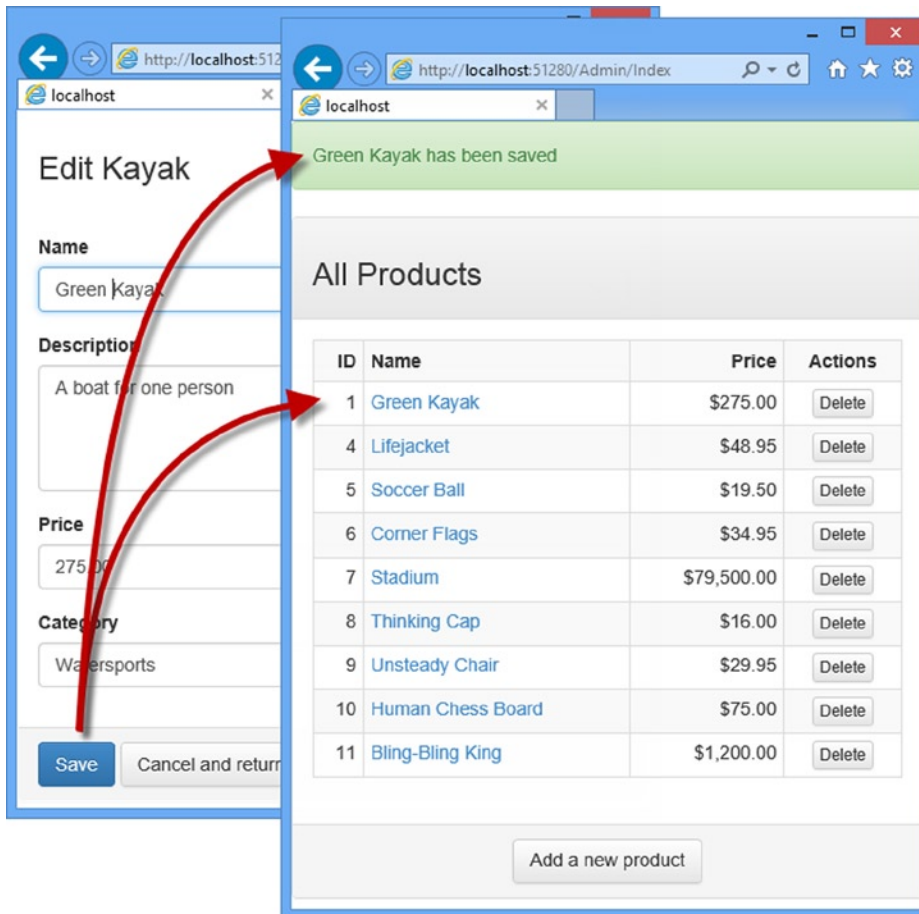 http://localhost:512
localhost
Edit Kayak
Name
Green Kayak
Description
A boat for one person
Price
275.00
Category
Watersports
Save
Cancel and return
http://localhost:51280/Admin/Index
localhost
Green Kayak has been saved
All Products
ID Name Price Actions
1 Green Kayak $275.00 Delete
4 Lifejacket $48.95 Delete
5 Soccer Ball $19.50 Delete
6 Corner Flags $34.95 Delete
7 Stadium $79,500.00 Delete
8 Thinking Cap $16.00 Delete
9 Unsteady Chair $29.95 Delete
10 Human Chess Board $75.00 Delete
11 Bling-Bling King $1,200.00 Delete
Add a new product